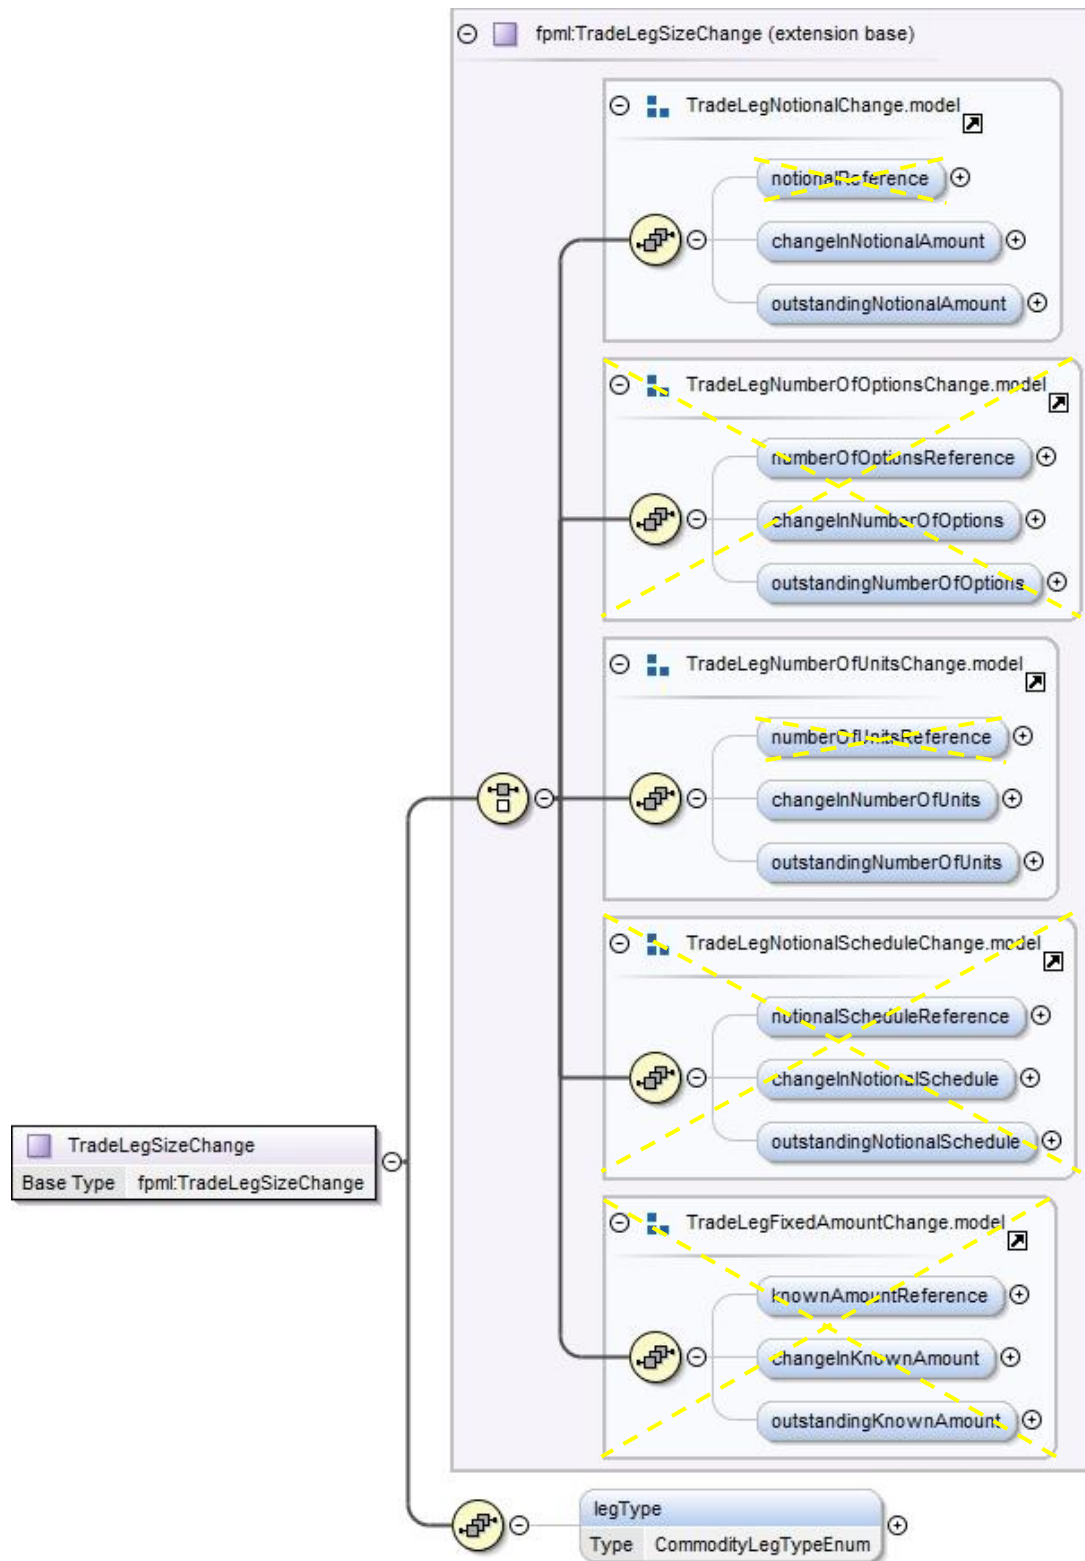 fpml:TradeLegSizeChange (extension base)
TradeLegNotionalChange.model
notionalReference
changeInNotionalAmount
outstandingNotionalAmount
TradeLegNumberOfOptionsChange.model
numberOfOptionsReference
changeInNumberOfOptions
outstandingNumberOfOptions
TradeLegNumberOfUnitsChange.model
numberOfUnitsReference
changeInNumberOfUnits
outstandingNumberOfUnits
TradeLegNotionalScheduleChange.model
notionalScheduleReference
changeInNotionalSchedule
outstandingNotionalSchedule
TradeLegSizeChange
Base Type fpml:TradeLegSizeChange
TradeLegFixedAmountChange.model
knownAmountReference
changeInKnownAmount
outstandingKnownAmount
legType
Type CommodityLegTypeEnum